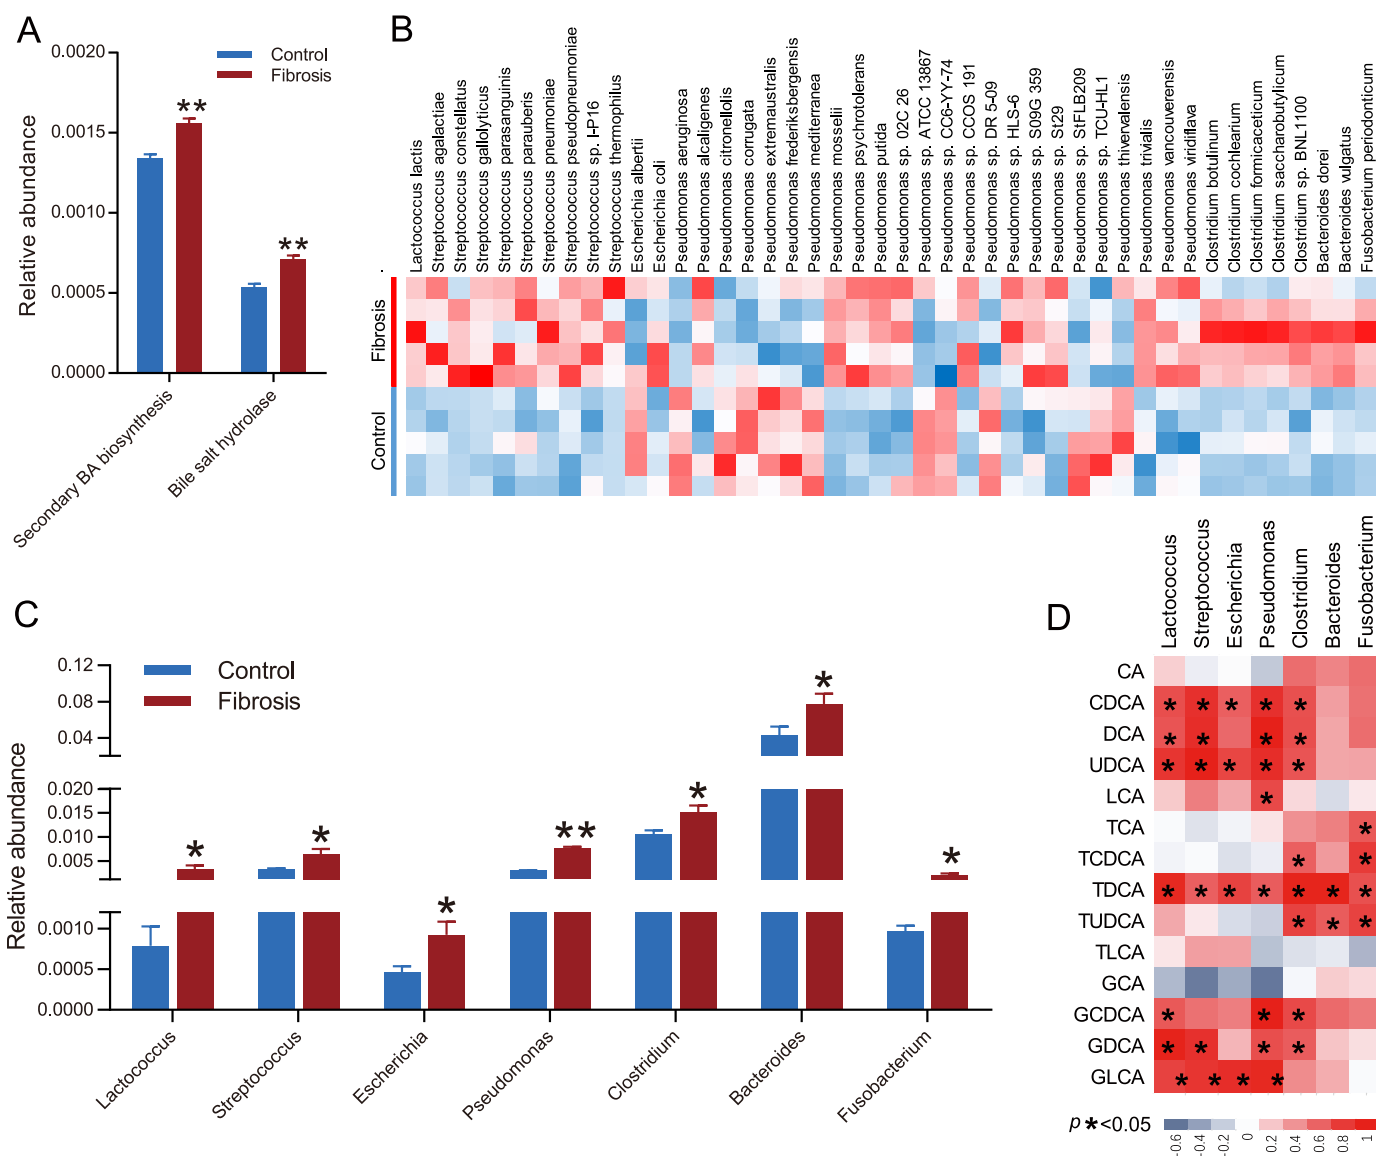 A
0.0020
0.0015
0.0010
0.0005
0.0000
Relative abundance
Control
Fibrosis
**
**
Secondary BA biosynthesis
Bile salt hydrolase
B
Lactococcus lactis
Streptococcus agalactiae
Streptococcus constellatus
Streptococcus gallolyticus
Streptococcus parasanguinis
Streptococcus parauberis
Streptococcus pneumoniae
Streptococcus pseudopneumoniae
Streptococcus sp. I-P16
Streptococcus thermophilus
Escherichia albertii
Escherichia coli
Pseudomonas aeruginosa
Pseudomonas alcaligenes
Pseudomonas citronellolis
Pseudomonas corrugata
Pseudomonas extremaustralis
Pseudomonas frederiksbergensis
Pseudomonas mediterranea
Pseudomonas mosselii
Pseudomonas psychrotolerans
Pseudomonas putida
Pseudomonas sp. 02C 26
Pseudomonas sp. ATCC 13867
Pseudomonas sp. CC6-YY-74
Pseudomonas sp. CCOS 191
Pseudomonas sp. DR 5-09
Pseudomonas sp. HLS-6
Pseudomonas sp. S09G 359
Pseudomonas sp. St29
Pseudomonas sp. StFLB209
Pseudomonas sp. TCU-HL1
Pseudomonas thivervalensis
Pseudomonas trivialis
Pseudomonas vancouverensis
Pseudomonas viridiflava
Clostridium botulinum
Clostridium cochlearium
Clostridium formicaceticum
Clostridium saccharobutylicum
Clostridium sp. BNL1100
Bacteroides dorei
Bacteroides vulgatus
Fusobacterium periodonticum
Fibrosis
Control
C
0.12
0.08
0.04
0.020
0.015
0.010
0.005
0.0010
0.0005
0.0000
Relative abundance
Control
Fibrosis
*
*
*
**
*
*
*
Lactococcus
Streptococcus
Escherichia
Pseudomonas
Clostridium
Bacteroides
Fusobacterium
D
Lactococcus
Streptococcus
Escherichia
Pseudomonas
Clostridium
Bacteroides
Fusobacterium
CA
CDCA * * * * *
DCA * * * *
UDCA * * * * *
LCA *
TCA *
TCDCA * *
TDCA * * * * * * *
TUDCA * * *
TLCA
GCA
GCDCA * * *
GDCA * * * *
GLCA * * * *
p *<0.05
-0.6
-0.4
-0.2
0
0.2
0.4
0.6
0.8
1